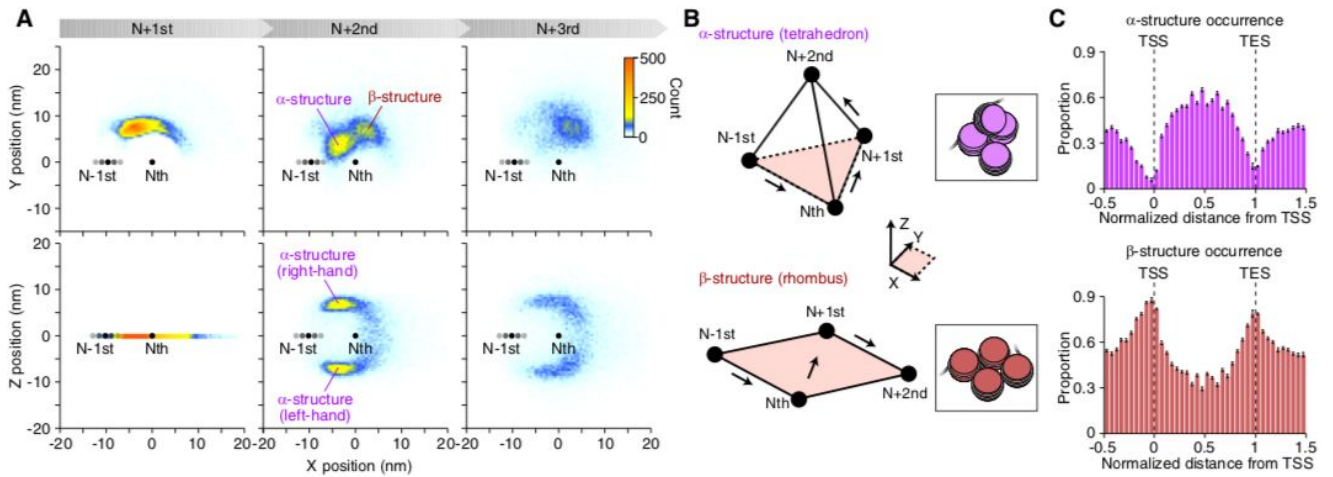 A
N+1st
N+2nd
N+3rd
20
10
0
-10
Y position (nm)
N-1st
Nth
α-structure
β-structure
N-1st
Nth
500
250
0
Count
N-1st
Nth
20
10
0
-10
-20
Z position (nm)
N-1st
Nth
α-structure
(right-hand)
N-1st
Nth
α-structure
(left-hand)
N-1st
Nth
-20 -10 0 10 20
-20 -10 0 10 20
-20 -10 0 10 20
X position (nm)
B
α-structure (tetrahedron)
N+2nd
N-1st
N+1st
Nth
Z
Y
X
β-structure (rhombus)
N+1st
N-1st
Nth
N+2nd
C
α-structure occurrence
TSS
TES
0.9
0.6
0.3
0
Proportion
-0.5 0 0.5 1 1.5
Normalized distance from TSS
β-structure occurrence
TSS
TES
0.9
0.6
0.3
0
Proportion
-0.5 0 0.5 1 1.5
Normalized distance from TSS